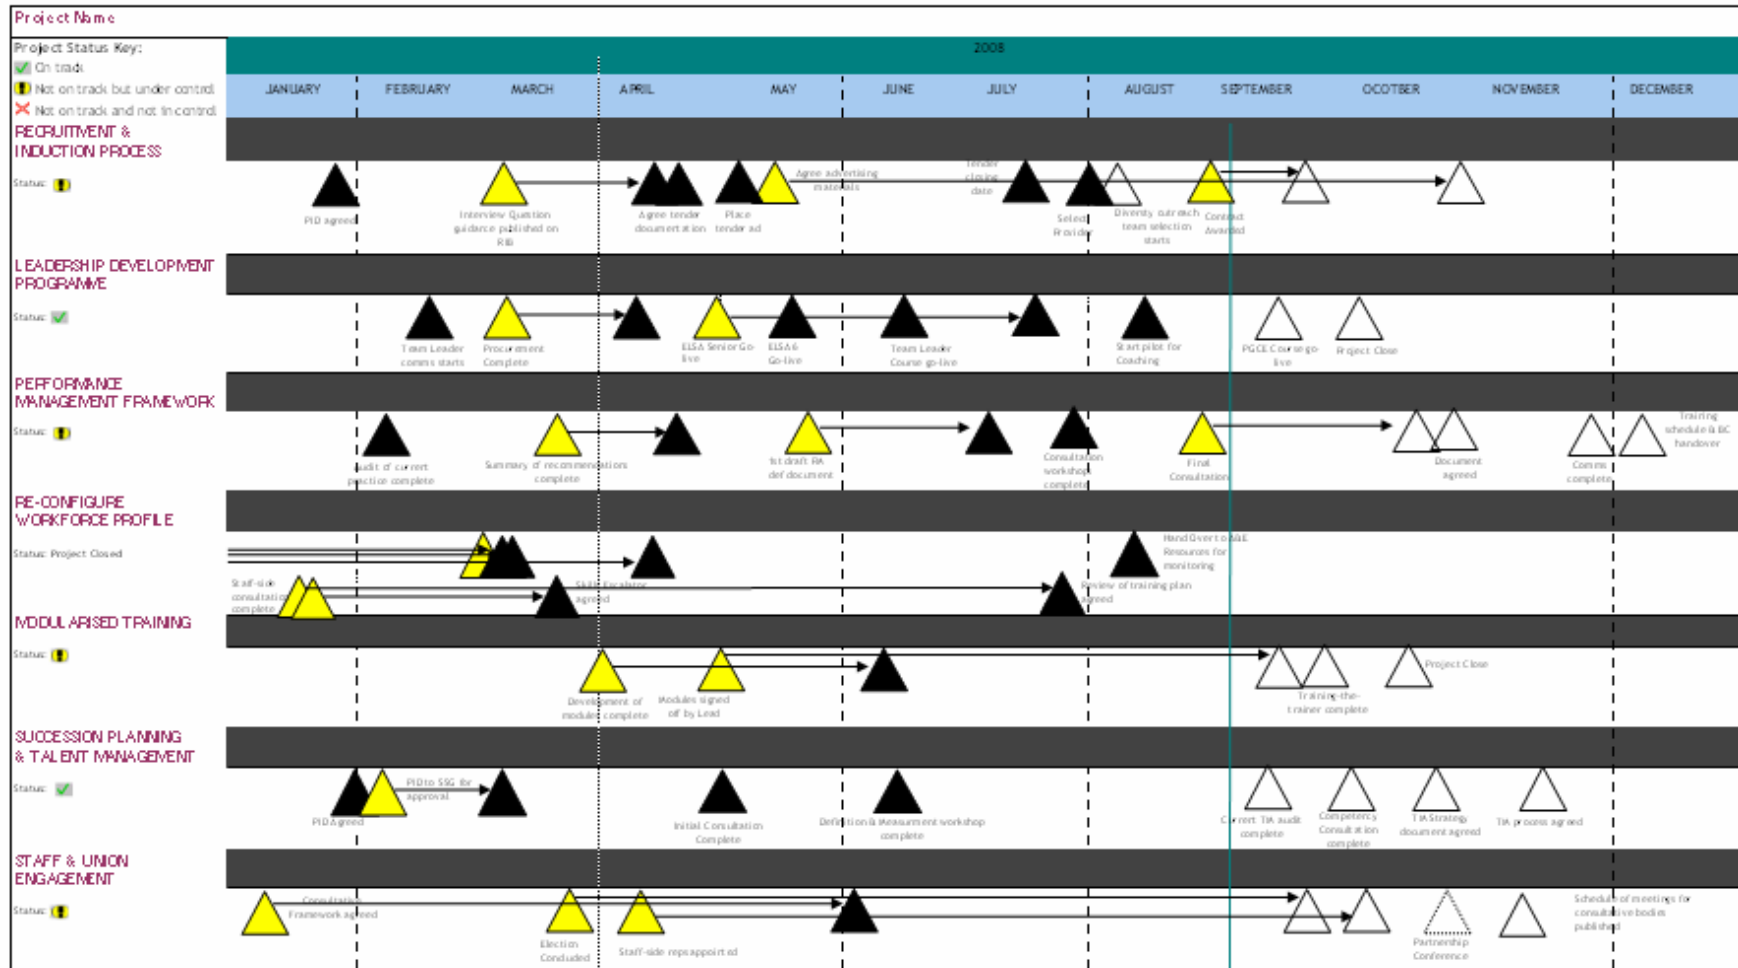 Project Name
Project Status Key:
On track
Not on track but under control
Not on track and not in control
2008
JANUARY
FEBRUARY
MARCH
APRIL
MAY
JUNE
JULY
AUGUST
SEPTEMBER
OCOTBER
NOVEMBER
DECEMBER
RECRUITMENT &
INDUCTION PROCESS
Status:
PID agreed
Interview Question
guidance published on
Agree tender
documentation
Place
tender ad
Agree advertising
materials
Tender
closing
date
Select
Provider
Diversity outreach
team selection
starts
Contract
Awarded
LEADERSHIP DEVELOPMENT
PROGRAMME
Status:
Team Leader
comms starts
Procurement
Complete
ELSA Senior Go-
live
ELSA 6
Go-live
Team Leader
Course go-live
Start pilot for
Coaching
PGCE Course go-
live
Project Close
PERFORMANCE
MANAGEMENT FRAMEWORK
Status:
Audit of current
practice complete
Summary of recommendations
complete
1st draft RA
def document
Consultation
workshop
complete
Final
Consultation
Document
agreed
Comms
complete
Training
schedule & BC
handover
RE-CONFIGURE
WORKFORCE PROFILE
Status: Project Closed
Staff-side
consultation
complete
Skills Escalator
agreed
Review of training plan
agreed
Hand Over to A&E
Resources for
monitoring
MODULARISED TRAINING
Status:
Development of
modules complete
Modules signed
off by Lead
Training-the-
trainer complete
Project Close
SUCCESSION PLANNING
& TALENT MANAGEMENT
Status:
PID Agreed
PID to SSG for
approval
Initial Consultation
Complete
Definition & Measurment workshop
complete
Current TM audit
complete
Competency
Consultation
complete
TM Strategy
document agreed
TM process agreed
STAFF & UNION
ENGAGEMENT
Status:
Consultative
Framework agreed
Election
Concluded
Staff-side reps appointed
Partnership
Conference
Schedule of meetings for
consultative bodies
published